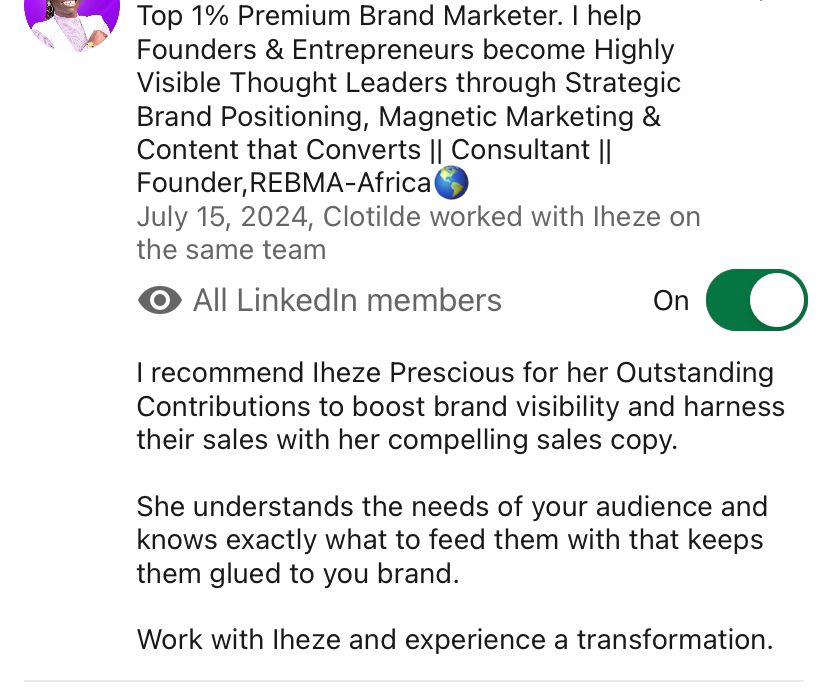 Top 1% Premium Brand Marketer. I help
Founders & Entrepreneurs become Highly
Visible Thought Leaders through Strategic
Brand Positioning, Magnetic Marketing &
Content that Converts || Consultant ||
Founder,REBMA-Africa🌎
July 15, 2024, Clotilde worked with Iheze on
the same team
All LinkedIn members On
I recommend Iheze Prescious for her Outstanding
Contributions to boost brand visibility and harness
their sales with her compelling sales copy.
She understands the needs of your audience and
knows exactly what to feed them with that keeps
them glued to you brand.
Work with Iheze and experience a transformation.